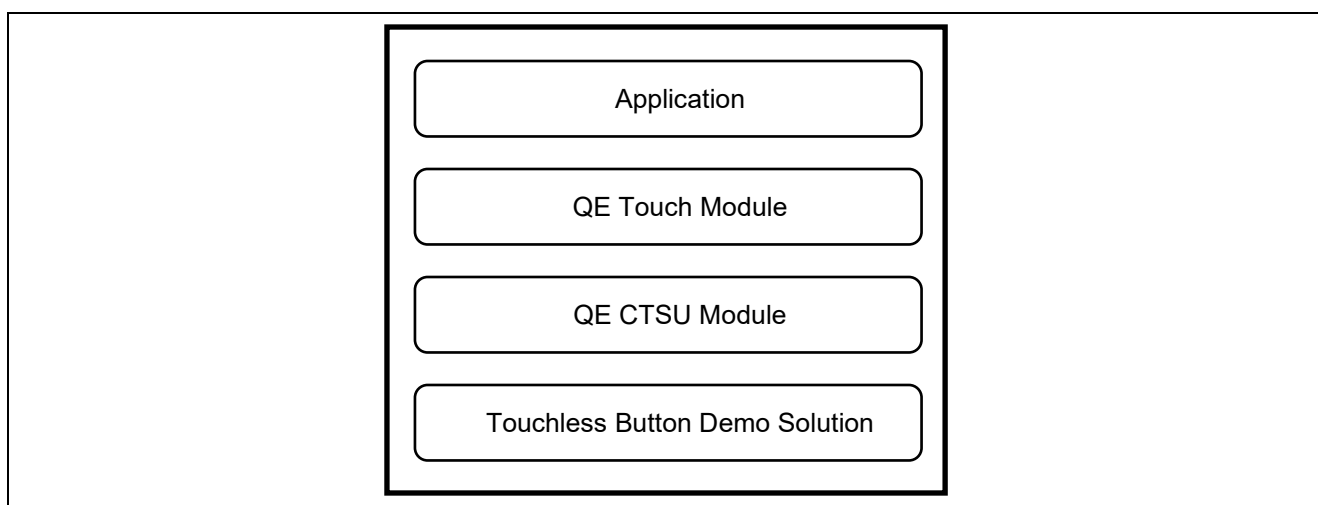 Application
QE Touch Module
QE CTSU Module
Touchless Button Demo Solution